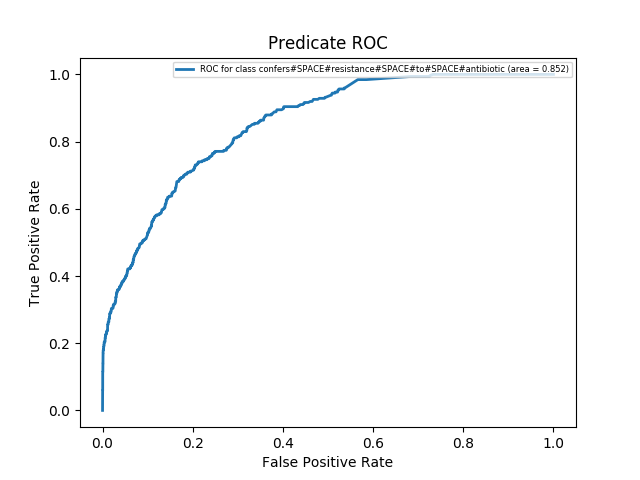 Predicate ROC
ROC for class confers#SPACE#resistance#SPACE#to#SPACE#antibiotic (area = 0.852)
1.0
0.8
0.6
0.4
0.2
0.0
True Positive Rate
0.0 0.2 0.4 0.6 0.8 1.0
False Positive Rate